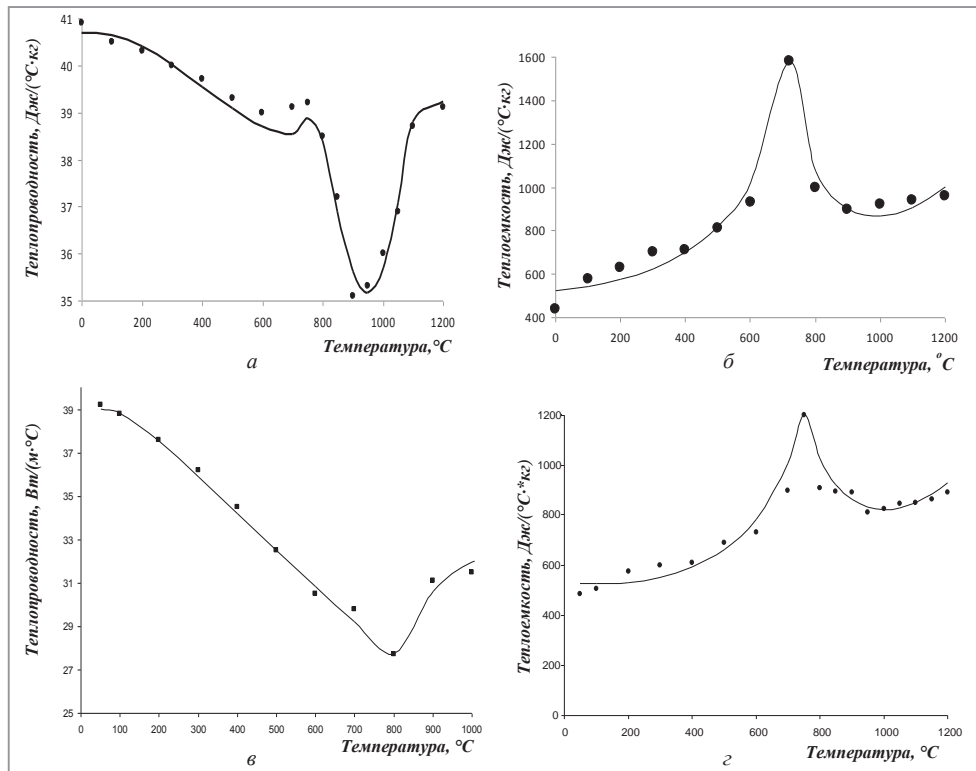 Теплопроводность, Дж/(°С·кг)
41
40
39
38
37
36
35
0 200 400 600 800 1000 1200
Температура,°С
а
Теплоемкость, Дж/(°С·кг)
1600
1400
1200
1000
800
600
400
0 200 400 600 800 1000 1200
Температура, °С
б
Теплопроводность, Вт/(м·°С)
39
37
35
33
31
29
27
25
0 100 200 300 400 500 600 700 800 900 1000
Температура, °С
в
Теплоемкость, Дж/(°С·*кг)
1200
1000
800
600
400
200
0
0 200 400 600 800 1000 1200
Температура, °С
г